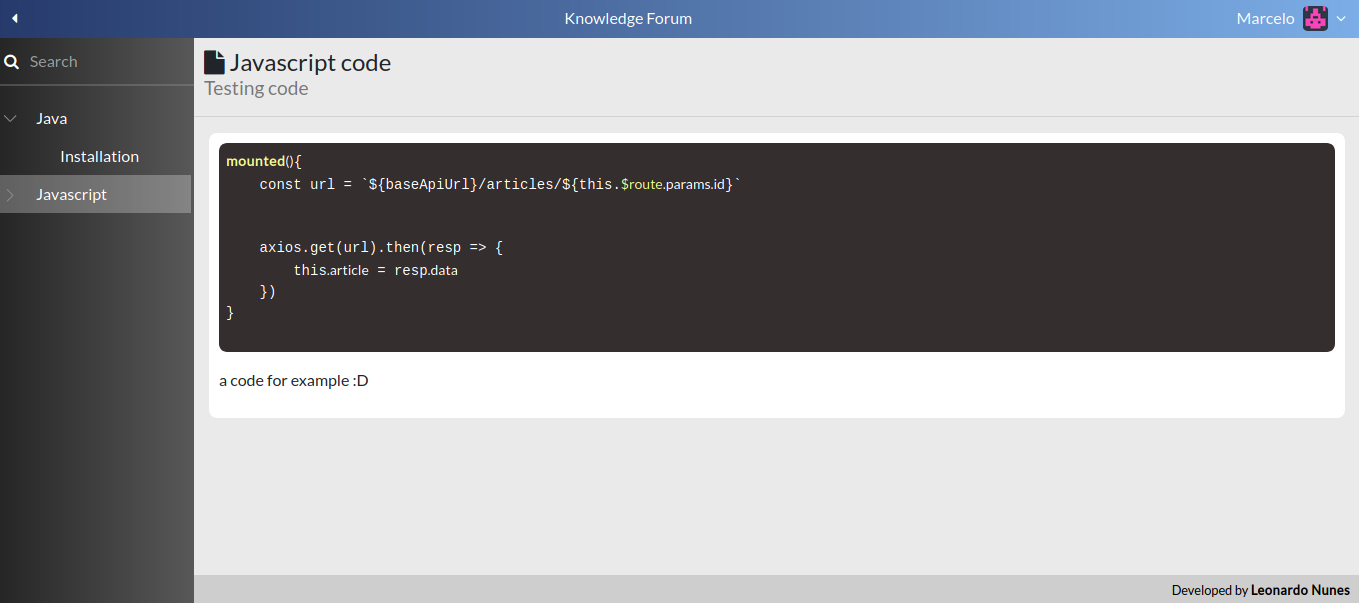 Knowledge Forum
Marcelo
Search
Java
Installation
Javascript
Javascript code
Testing code
mounted(){
    const url = `${baseApiUrl}/articles/${this.$route.params.id}`
    axios.get(url).then(resp => {
        this.article = resp.data
    })
}
a code for example :D
Developed by Leonardo Nunes